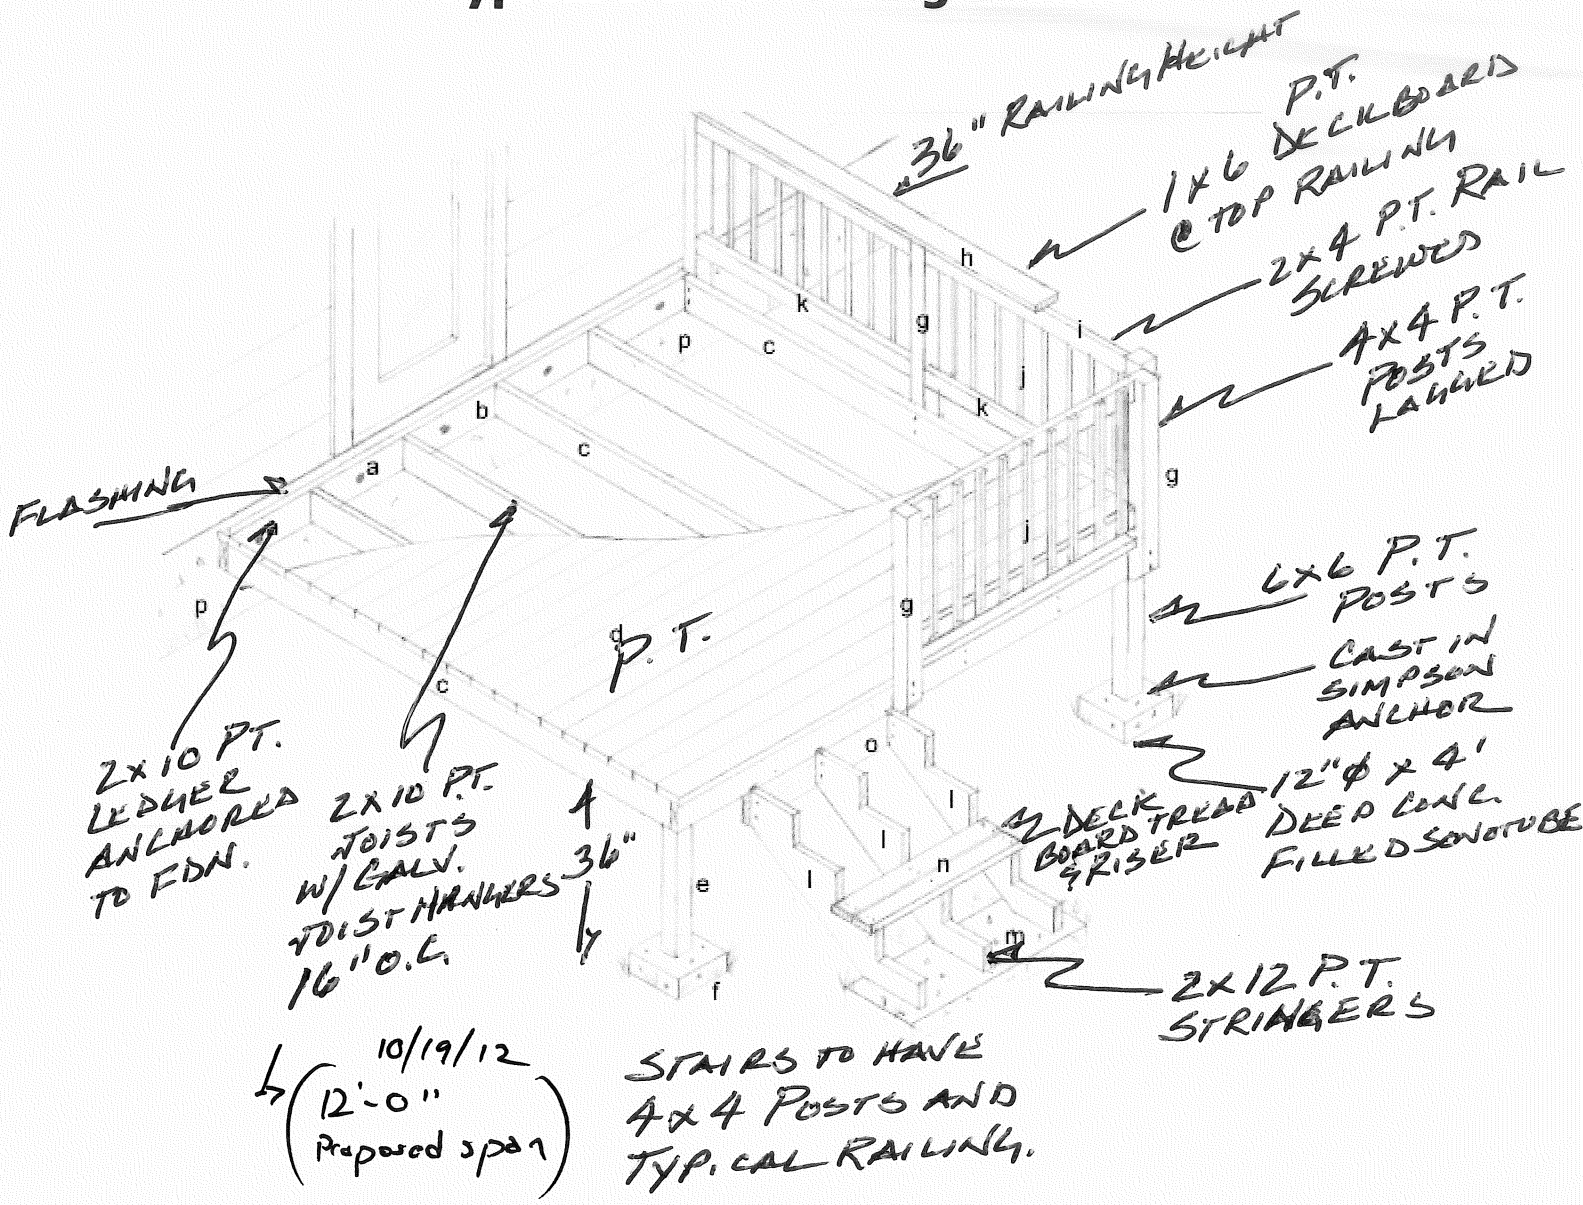 36" RAILING HEIGHT
P.T.
1x6 DECKBOARD
@ TOP RAILING
2x4 P.T. RAIL
SCREWED
4x4 P.T.
POSTS
LAGGED
h
i
k
g
p
c
j
b
k
c
a
g
FLASHING
j
6x6 P.T.
POSTS
p
g
d
P.T.
CAST IN
SIMPSON
ANCHOR
c
o
2x10 PT.
LEDGER
ANCHORED
TO FDN.
2x10 P.T.
JOISTS
W/ GALV.
JOIST HANGERS
16" O.C.
36"
l
l
l
DECK
BOARD TREAD
& RISER
12"ø x 4'
DEEP CONC.
FILLED SONOTUBE
n
e
m
f
2x12 P.T.
STRINGERS
10/19/12
12'-0"
Proposed span
STAIRS TO HAVE
4x4 POSTS AND
TYPICAL RAILING.